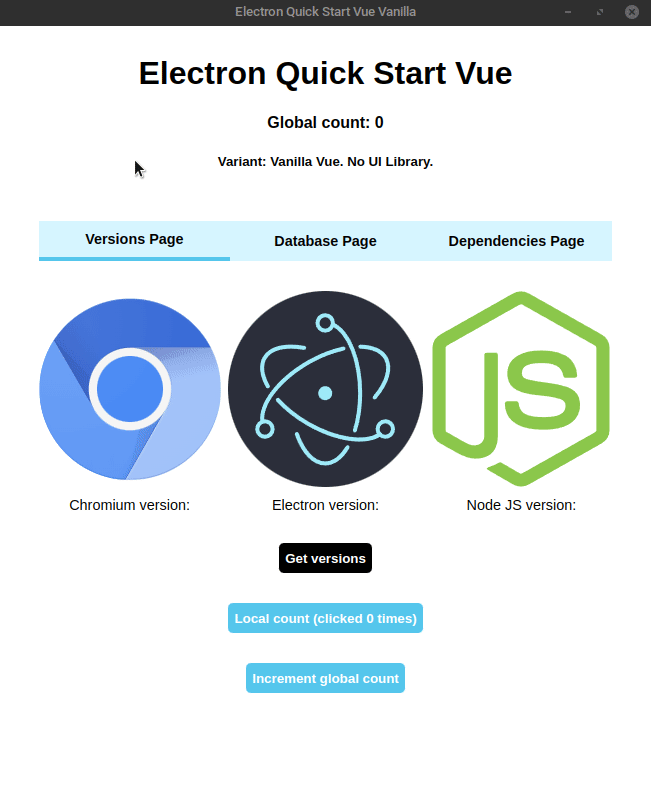 Electron Quick Start Vue Vanilla
Electron Quick Start Vue
Global count: 0
Variant: Vanilla Vue. No UI Library.
Versions Page
Database Page
Dependencies Page
JS
Chromium version:
Electron version:
Node JS version:
Get versions
Local count (clicked 0 times)
Increment global count